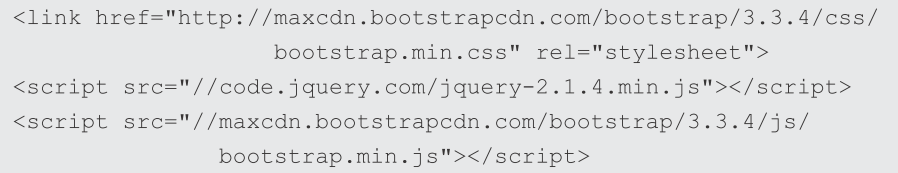 <link href="http://maxcdn.bootstrapcdn.com/bootstrap/3.3.4/css/
bootstrap.min.css" rel="stylesheet">
<script src="//code.jquery.com/jquery-2.1.4.min.js"></script>
<script src="//maxcdn.bootstrapcdn.com/bootstrap/3.3.4/js/
bootstrap.min.js"></script>